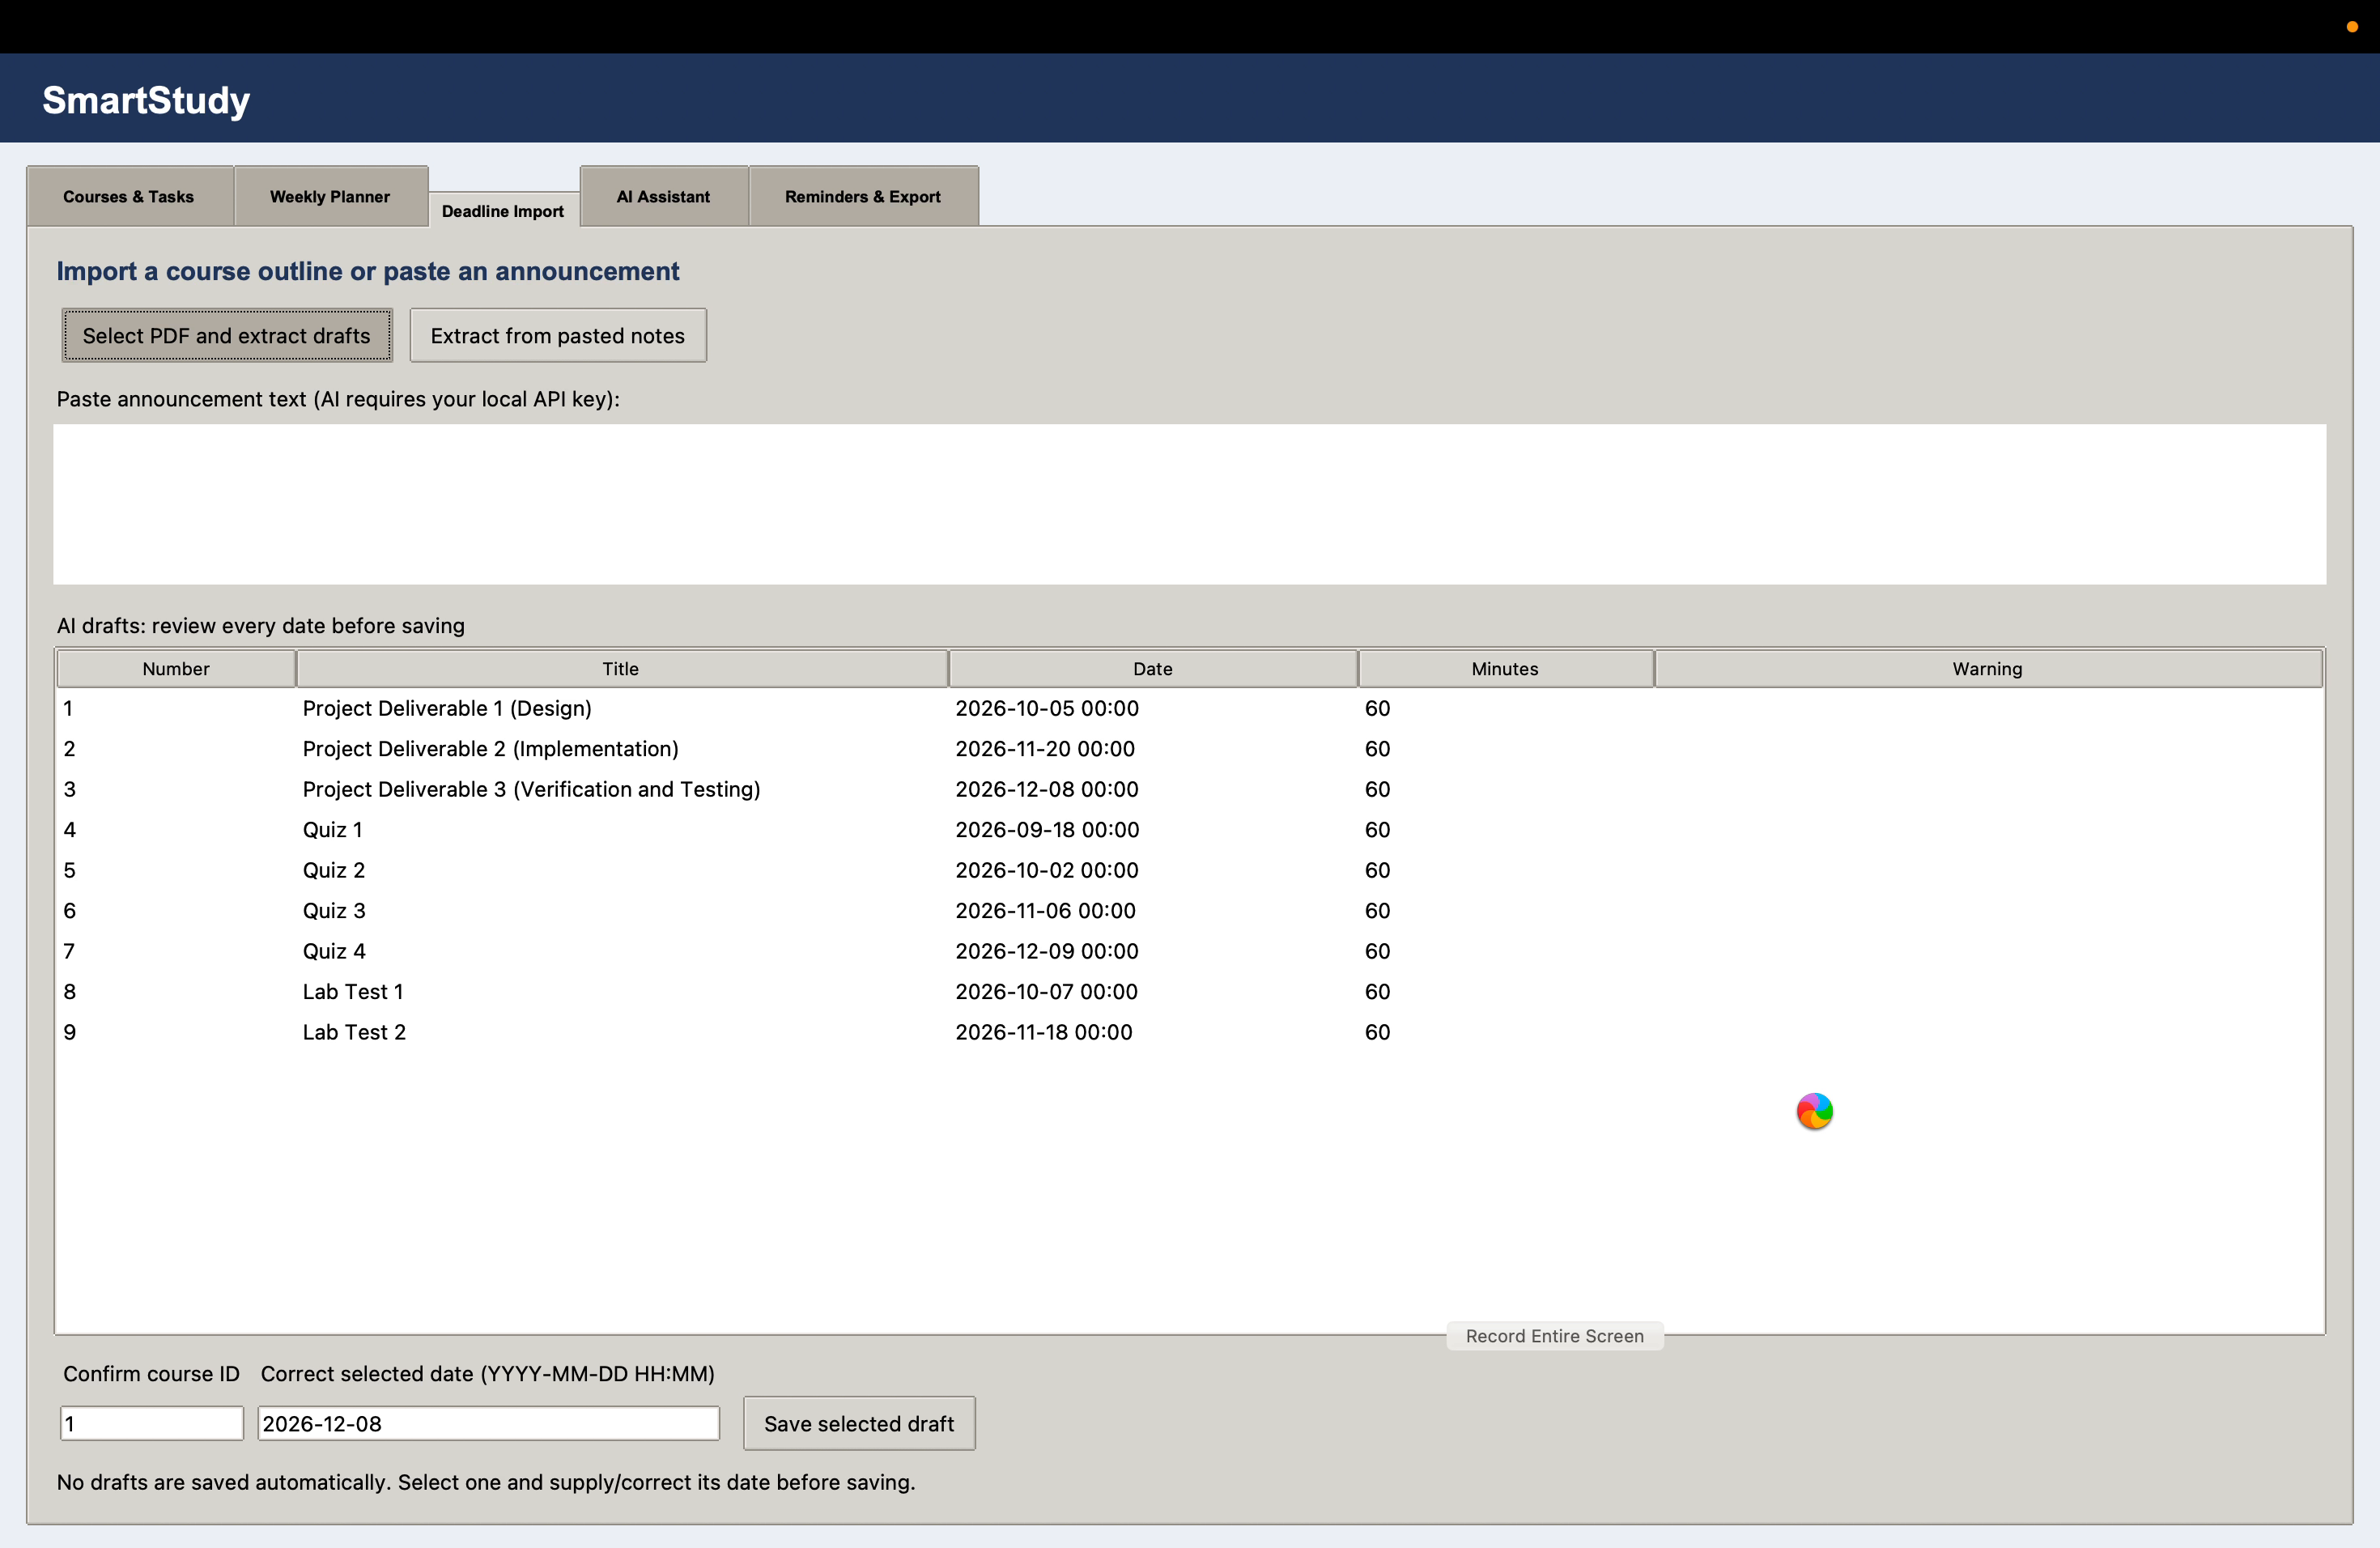 SmartStudy
Courses & Tasks Weekly Planner Deadline Import AI Assistant Reminders & Export
Import a course outline or paste an announcement
Select PDF and extract drafts Extract from pasted notes
Paste announcement text (AI requires your local API key):
AI drafts: review every date before saving
Number Title Date Minutes Warning
1 Project Deliverable 1 (Design) 2026-10-05 00:00 60
2 Project Deliverable 2 (Implementation) 2026-11-20 00:00 60
3 Project Deliverable 3 (Verification and Testing) 2026-12-08 00:00 60
4 Quiz 1 2026-09-18 00:00 60
5 Quiz 2 2026-10-02 00:00 60
6 Quiz 3 2026-11-06 00:00 60
7 Quiz 4 2026-12-09 00:00 60
8 Lab Test 1 2026-10-07 00:00 60
9 Lab Test 2 2026-11-18 00:00 60
Record Entire Screen
Confirm course ID Correct selected date (YYYY-MM-DD HH:MM)
1 2026-12-08 Save selected draft
No drafts are saved automatically. Select one and supply/correct its date before saving.